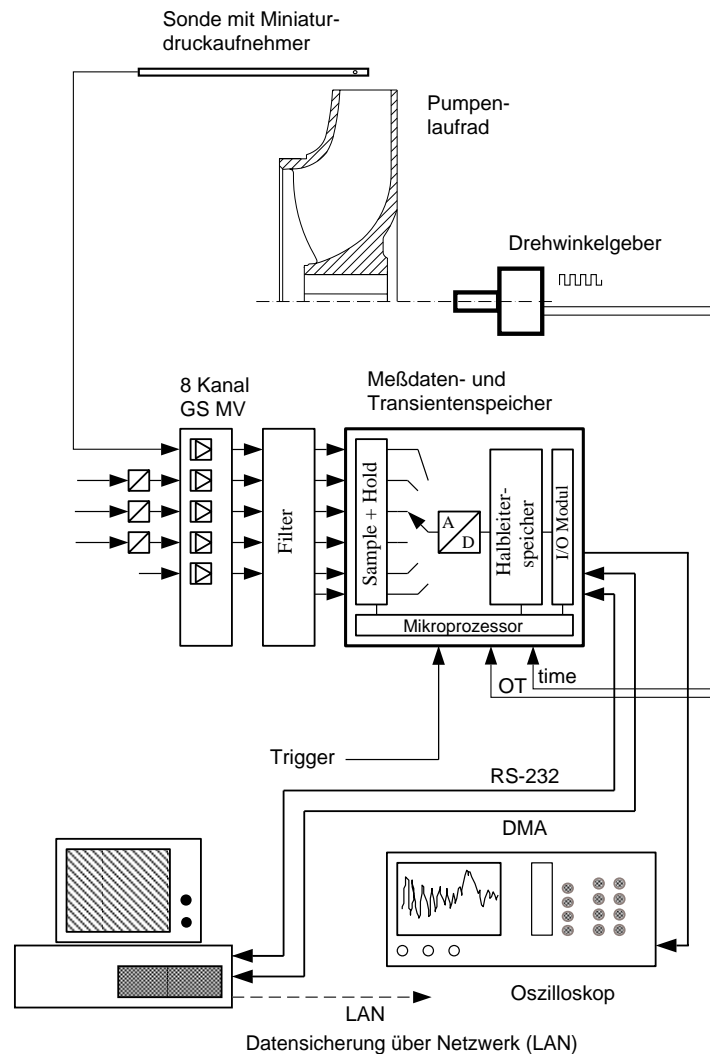 Sonde mit Miniatur-
druckaufnehmer
Pumpen-
laufrad
Drehwinkelgeber
8 Kanal
GS MV
Meßdaten- und
Transientenspeicher
Filter
Sample + Hold
A
D
Halbleiter-
speicher
I/O Modul
Mikroprozessor
OT
time
Trigger
RS-232
DMA
Oszilloskop
LAN
Datensicherung über Netzwerk (LAN)